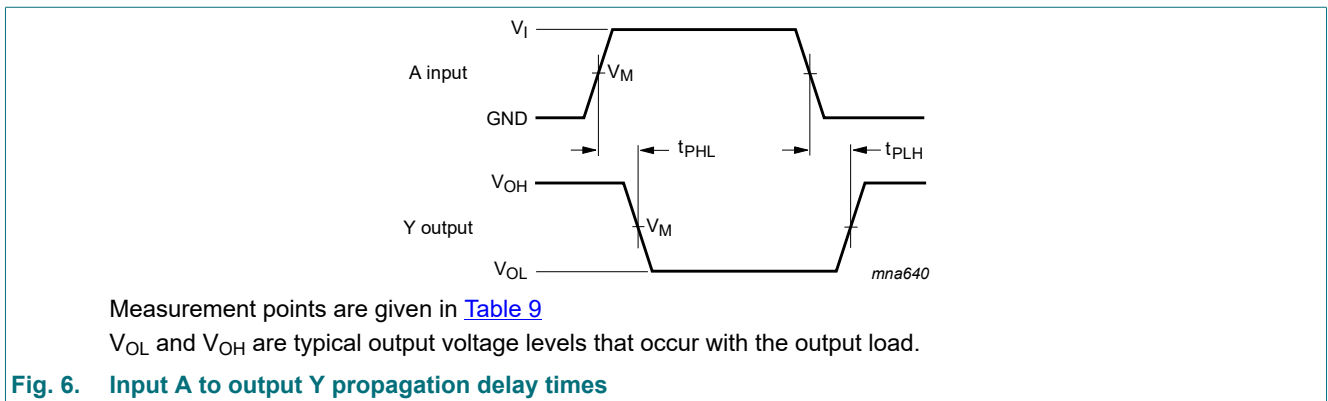 V_I
A input
V_M
GND
t_PHL
t_PLH
V_OH
Y output
V_M
V_OL
mna640
Measurement points are given in Table 9
V_OL and V_OH are typical output voltage levels that occur with the output load.
Fig. 6. Input A to output Y propagation delay times